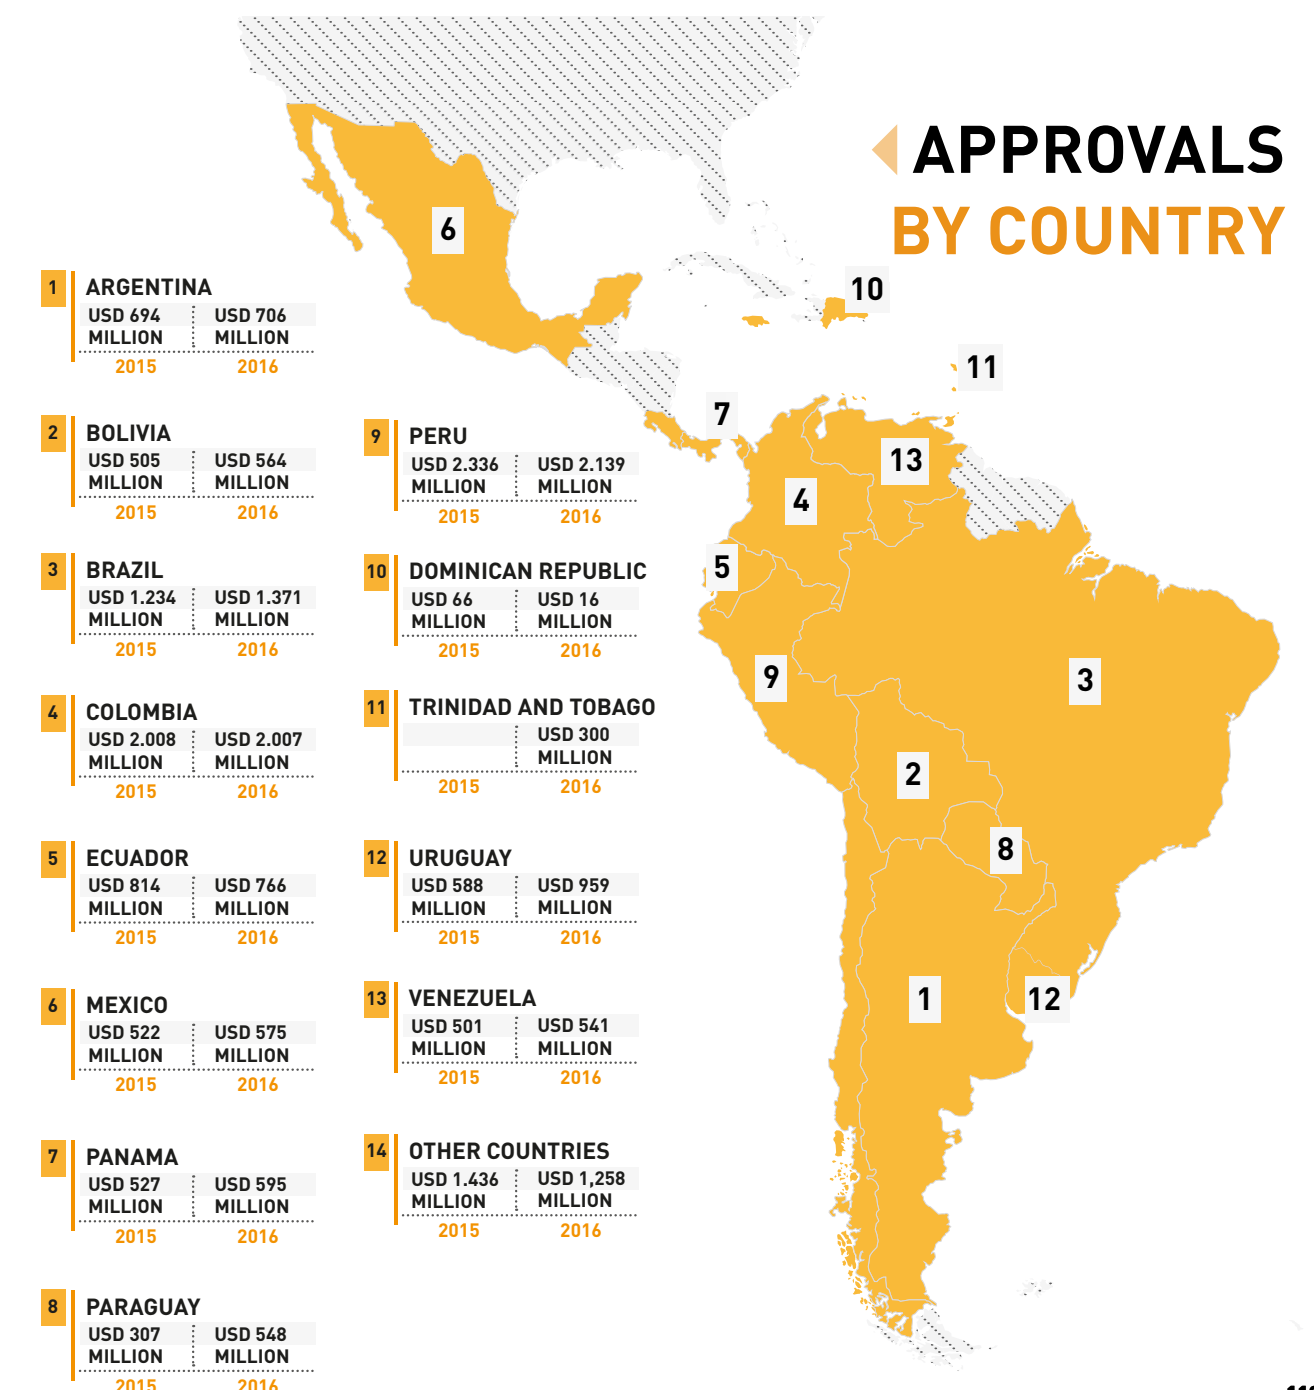 APPROVALS
BY COUNTRY
1
ARGENTINA
USD 694 USD 706
MILLION MILLION
2015 2016
2
BOLIVIA
USD 505 USD 564
MILLION MILLION
2015 2016
3
BRAZIL
USD 1.234 USD 1.371
MILLION MILLION
2015 2016
4
COLOMBIA
USD 2.008 USD 2.007
MILLION MILLION
2015 2016
5
ECUADOR
USD 814 USD 766
MILLION MILLION
2015 2016
6
MEXICO
USD 522 USD 575
MILLION MILLION
2015 2016
7
PANAMA
USD 527 USD 595
MILLION MILLION
2015 2016
8
PARAGUAY
USD 307 USD 548
MILLION MILLION
2015 2016
9
PERU
USD 2.336 USD 2.139
MILLION MILLION
2015 2016
10
DOMINICAN REPUBLIC
USD 66 USD 16
MILLION MILLION
2015 2016
11
TRINIDAD AND TOBAGO
USD 300
MILLION
2015 2016
12
URUGUAY
USD 588 USD 959
MILLION MILLION
2015 2016
13
VENEZUELA
USD 501 USD 541
MILLION MILLION
2015 2016
14
OTHER COUNTRIES
USD 1.436 USD 1,258
MILLION MILLION
2015 2016
6
10
11
7
13
4
5
9
3
2
8
1
12